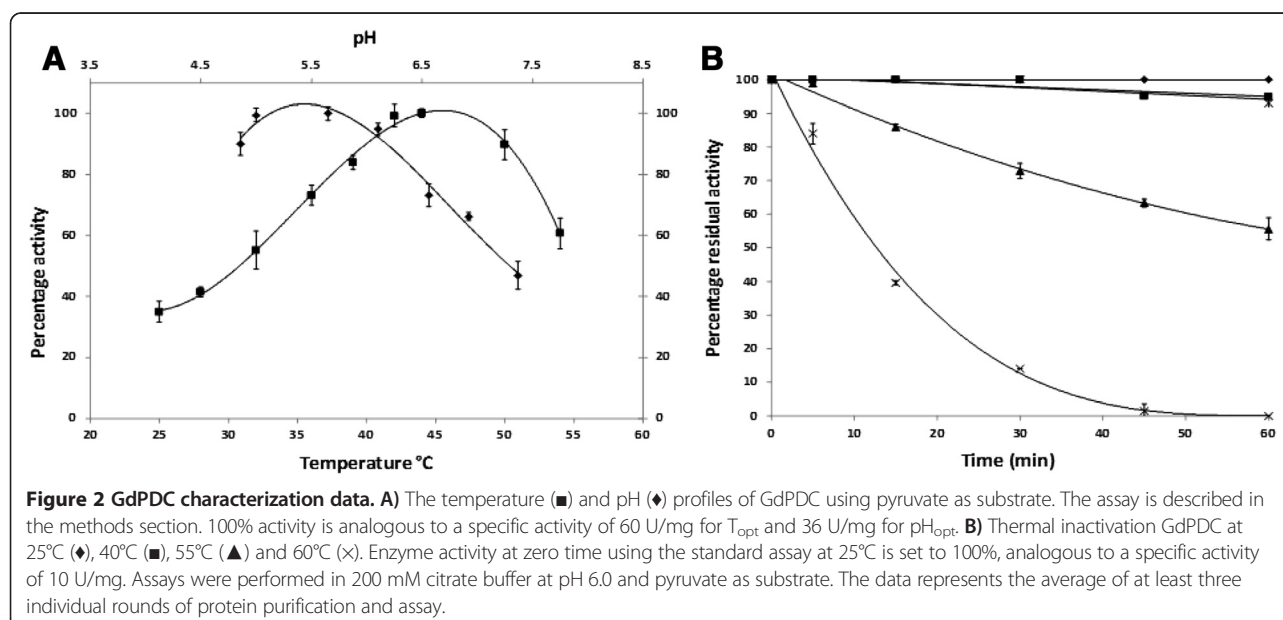 A
pH
3.5 4.5 5.5 6.5 7.5 8.5
100 100
80 80
60 60
40 40
20 20
0 0
Percentage activity
20 25 30 35 40 45 50 55 60
Temperature °C
B
100
90
80
70
60
50
40
30
20
10
0
Percentage residual activity
0 10 20 30 40 50 60
Time (min)
Figure 2 GdPDC characterization data. A) The temperature (■) and pH (♦) profiles of GdPDC using pyruvate as substrate. The assay is described in
the methods section. 100% activity is analogous to a specific activity of 60 U/mg for Topt and 36 U/mg for pHopt. B) Thermal inactivation GdPDC at
25°C (♦), 40°C (■), 55°C (▲) and 60°C (×). Enzyme activity at zero time using the standard assay at 25°C is set to 100%, analogous to a specific activity
of 10 U/mg. Assays were performed in 200 mM citrate buffer at pH 6.0 and pyruvate as substrate. The data represents the average of at least three
individual rounds of protein purification and assay.